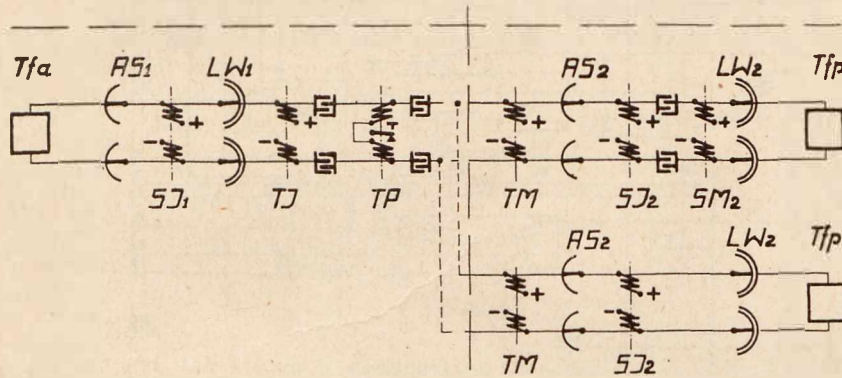 Tfa AS1 LW1 AS2 LW2 Tfp
+ + T + + +
- - - - -
SJ1 TJ TP TM SJ2 SM2
AS2 LW2 Tfp
+ +
- -
TM SJ2